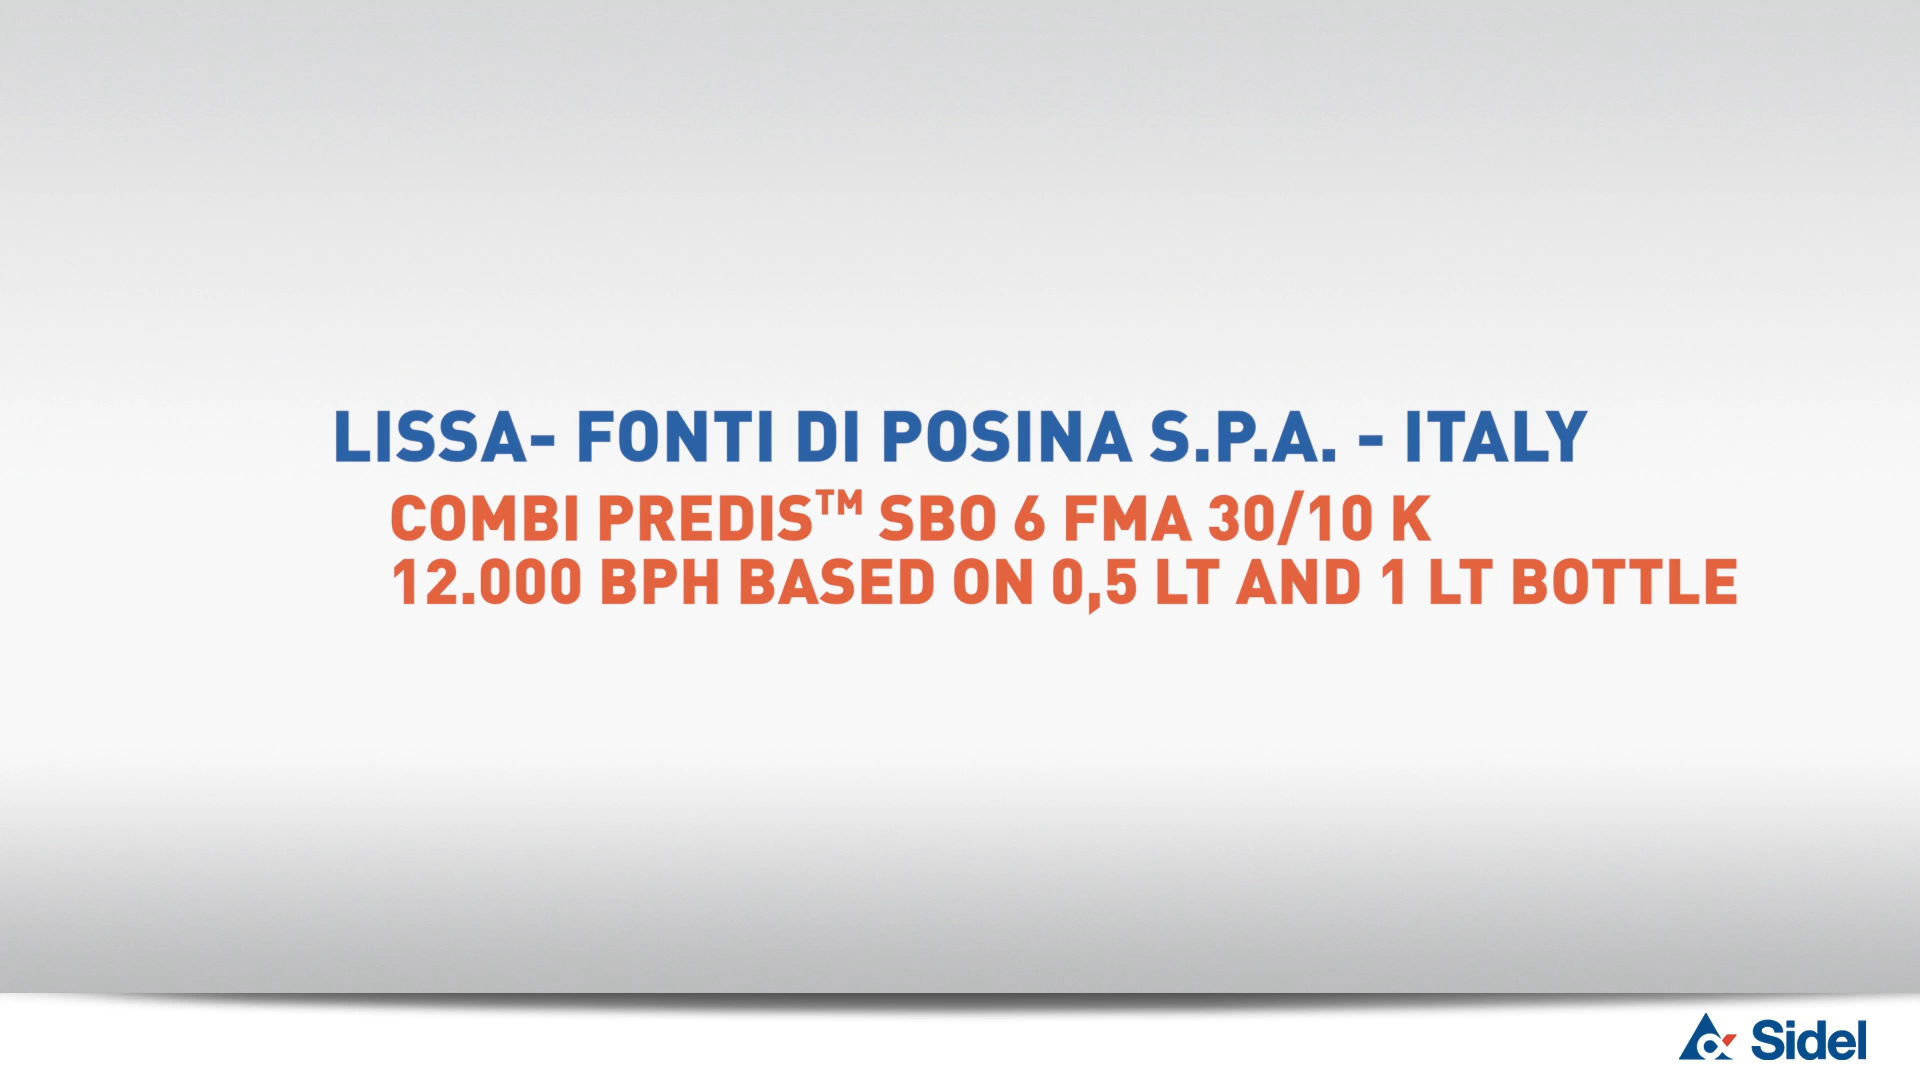 LISSA- FONTI DI POSINA S.P.A. - ITALY
COMBI PREDIS™ SBO 6 FMA 30/10 K
12.000 BPH BASED ON 0,5 LT AND 1 LT BOTTLE
Sidel